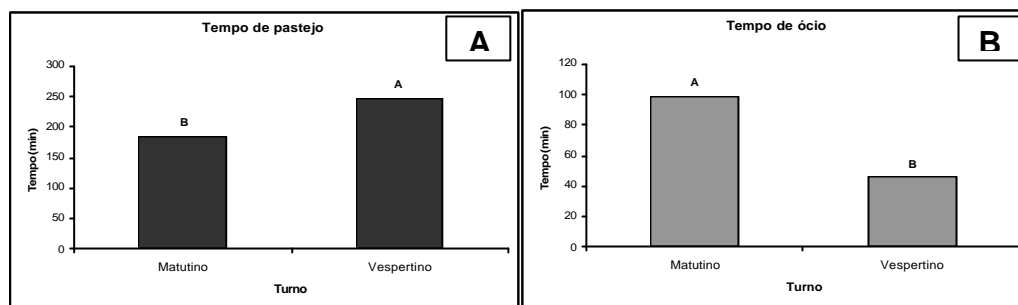 Tempo de pastejo
A
300
250
200
150
100
50
0
Tempo(min)
B
A
Matutino
Vespertino
Turno
Tempo de ócio
B
120
100
80
60
40
20
0
Tempo(min)
A
B
Matutino
Vespertino
Turno